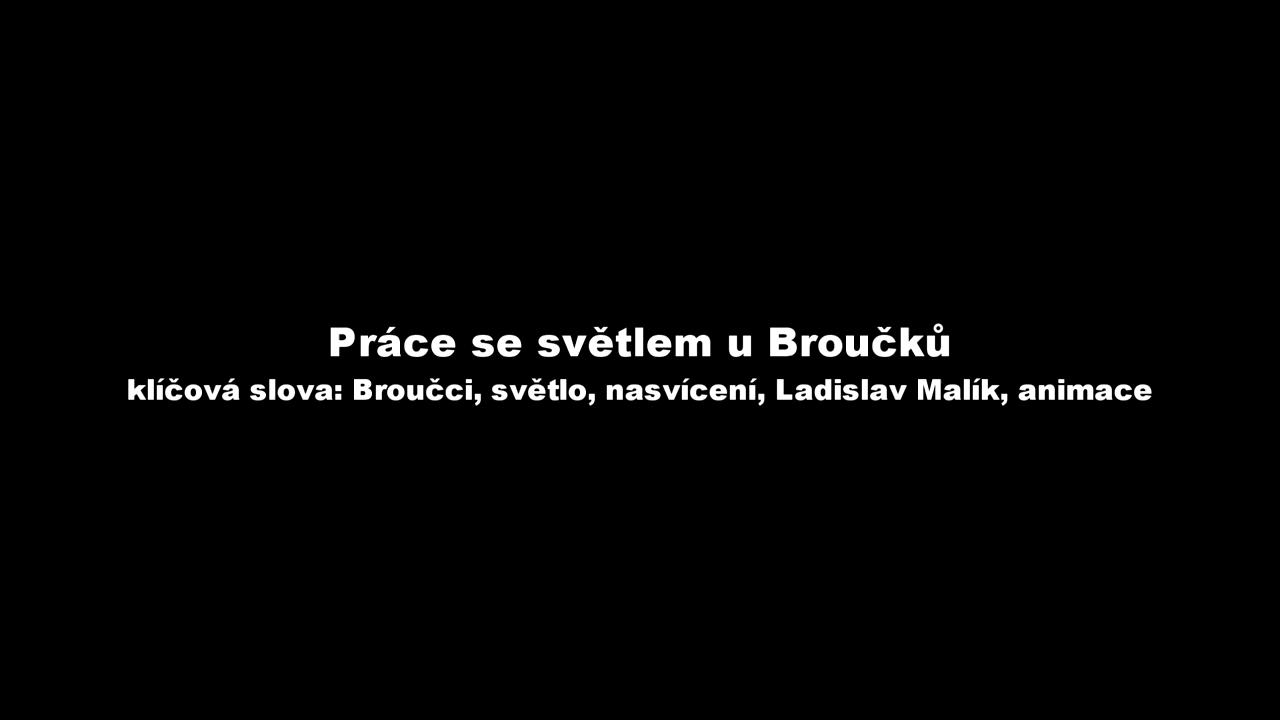 Práce se světlem u Broučků
klíčová slova: Broučci, světlo, nasvícení, Ladislav Malík, animace